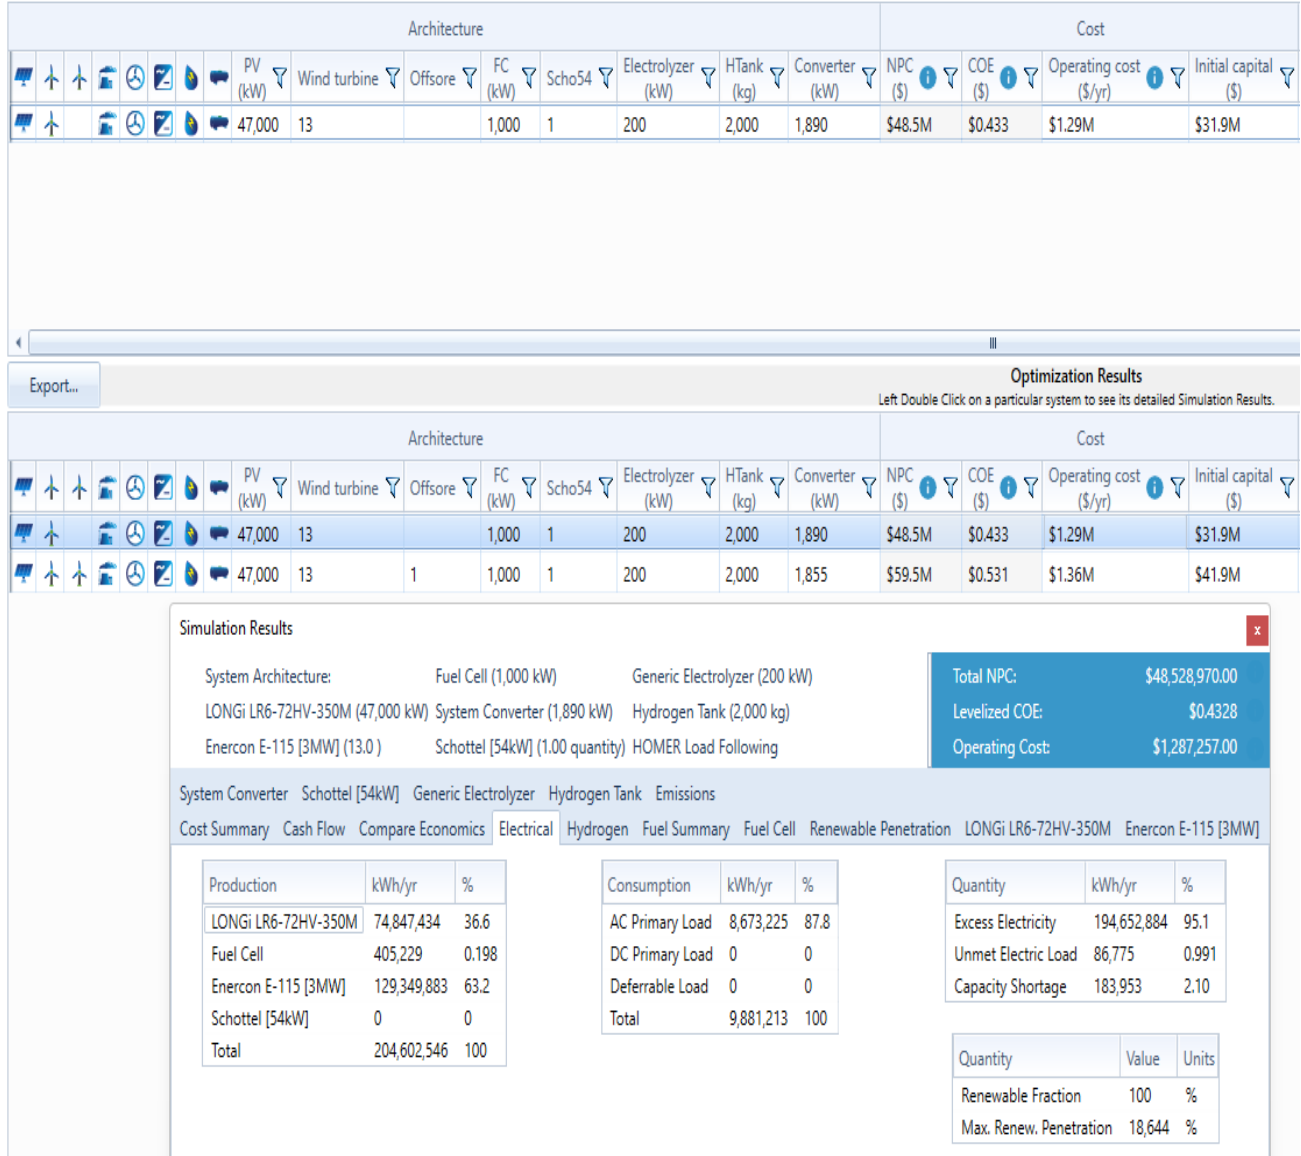 Architecture Cost
PV (kW) Wind turbine Offsore FC (kW) Scho54 Electrolyzer (kW) HTank (kg) Converter (kW) NPC ($) COE ($) Operating cost ($/yr) Initial capital ($)
47,000 13 1,000 1 200 2,000 1,890 $48.5M $0.433 $1.29M $31.9M
Export... Optimization Results
Left Double Click on a particular system to see its detailed Simulation Results.
Architecture Cost
PV (kW) Wind turbine Offsore FC (kW) Scho54 Electrolyzer (kW) HTank (kg) Converter (kW) NPC ($) COE ($) Operating cost ($/yr) Initial capital ($)
47,000 13 1,000 1 200 2,000 1,890 $48.5M $0.433 $1.29M $31.9M
47,000 13 1 1,000 1 200 2,000 1,855 $59.5M $0.531 $1.36M $41.9M
Simulation Results x
System Architecture: Fuel Cell (1,000 kW) Generic Electrolyzer (200 kW) Total NPC: $48,528,970.00
LONGi LR6-72HV-350M (47,000 kW) System Converter (1,890 kW) Hydrogen Tank (2,000 kg) Levelized COE: $0.4328
Enercon E-115 [3MW] (13.0 ) Schottel [54kW] (1.00 quantity) HOMER Load Following Operating Cost: $1,287,257.00
System Converter Schottel [54kW] Generic Electrolyzer Hydrogen Tank Emissions
Cost Summary Cash Flow Compare Economics Electrical Hydrogen Fuel Summary Fuel Cell Renewable Penetration LONGi LR6-72HV-350M Enercon E-115 [3MW]
Production kWh/yr %
LONGi LR6-72HV-350M 74,847,434 36.6
Fuel Cell 405,229 0.198
Enercon E-115 [3MW] 129,349,883 63.2
Schottel [54kW] 0 0
Total 204,602,546 100
Consumption kWh/yr %
AC Primary Load 8,673,225 87.8
DC Primary Load 0 0
Deferrable Load 0 0
Total 9,881,213 100
Quantity kWh/yr %
Excess Electricity 194,652,884 95.1
Unmet Electric Load 86,775 0.991
Capacity Shortage 183,953 2.10
Quantity Value Units
Renewable Fraction 100 %
Max. Renew. Penetration 18,644 %